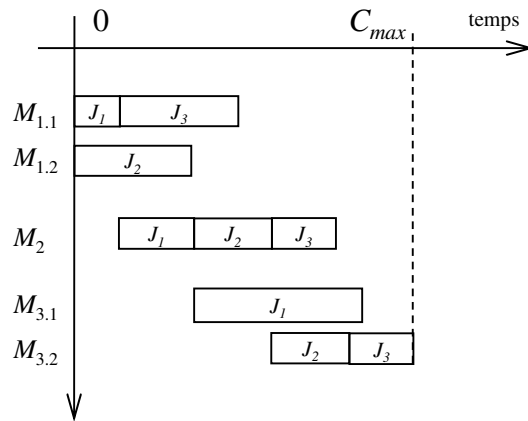 0 C_max temps
M_1.1 J_1 J_3
M_1.2 J_2
M_2 J_1 J_2 J_3
M_3.1 J_1
M_3.2 J_2 J_3